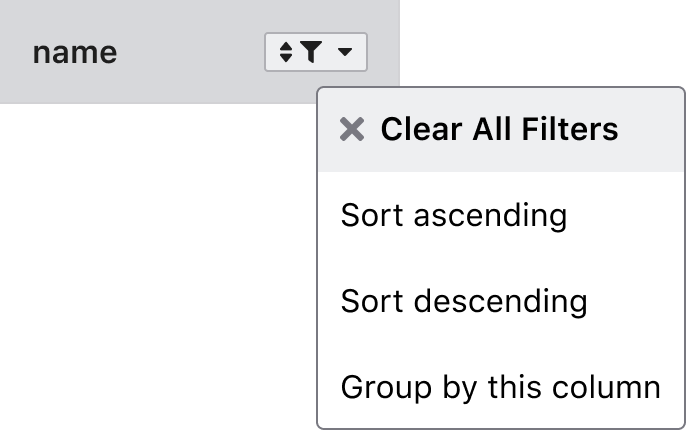 name
Clear All Filters
Sort ascending
Sort descending
Group by this column